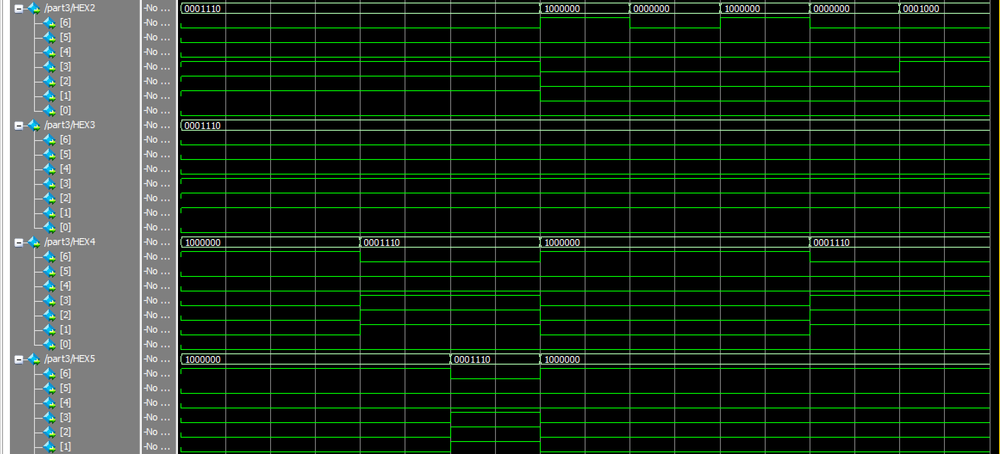 /part3/HEX2 -No ... 0001110 1000000 0000000 1000000 0000000 0001000
[6] -No ...
[5] -No ...
[4] -No ...
[3] -No ...
[2] -No ...
[1] -No ...
[0] -No ...
/part3/HEX3 -No ... 0001110
[6] -No ...
[5] -No ...
[4] -No ...
[3] -No ...
[2] -No ...
[1] -No ...
[0] -No ...
/part3/HEX4 -No ... 1000000 0001110 1000000 0001110
[6] -No ...
[5] -No ...
[4] -No ...
[3] -No ...
[2] -No ...
[1] -No ...
[0] -No ...
/part3/HEX5 -No ... 1000000 0001110 1000000
[6] -No ...
[5] -No ...
[4] -No ...
[3] -No ...
[2] -No ...
[1] -No ...